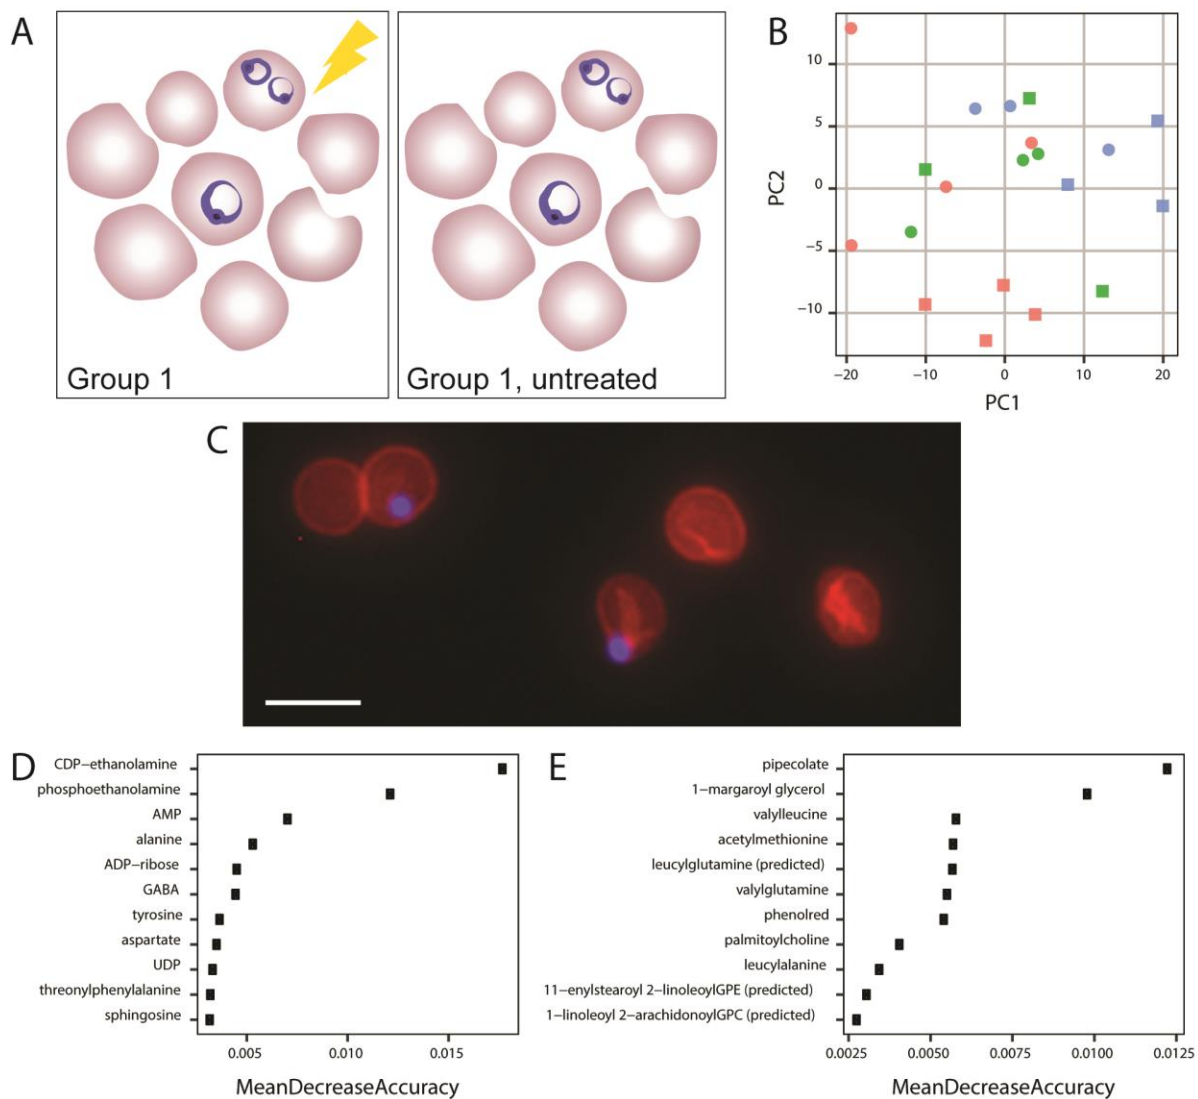 A
Group 1
Group 1, untreated
B
PC2
10
5
0
−5
−10
−20
−10
0
10
20
PC1
C
D
CDP−ethanolamine
phosphoethanolamine
AMP
alanine
ADP−ribose
GABA
tyrosine
aspartate
UDP
threonylphenylalanine
sphingosine
0.005
0.010
0.015
MeanDecreaseAccuracy
E
pipecolate
1−margaroyl glycerol
valylleucine
acetylmethionine
leucylglutamine (predicted)
valylglutamine
phenolred
palmitoylcholine
leucylalanine
11−enylstearoyl 2−linoleoylGPE (predicted)
1−linoleoyl 2−arachidonoylGPC (predicted)
0.0025
0.0050
0.0075
0.0100
0.0125
MeanDecreaseAccuracy